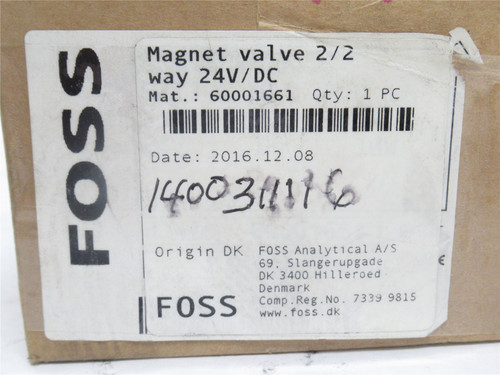 FOSS
Magnet valve 2/2
way 24V/DC
Mat.: 60001661 Qty: 1 PC
Date: 2016.12.08
Origin DK
FOSS Analytical A/S
69, Slangerupgade
DK 3400 Hilleroed
Denmark
Comp.Reg.No. 7339 9815
www.foss.dk
FOSS